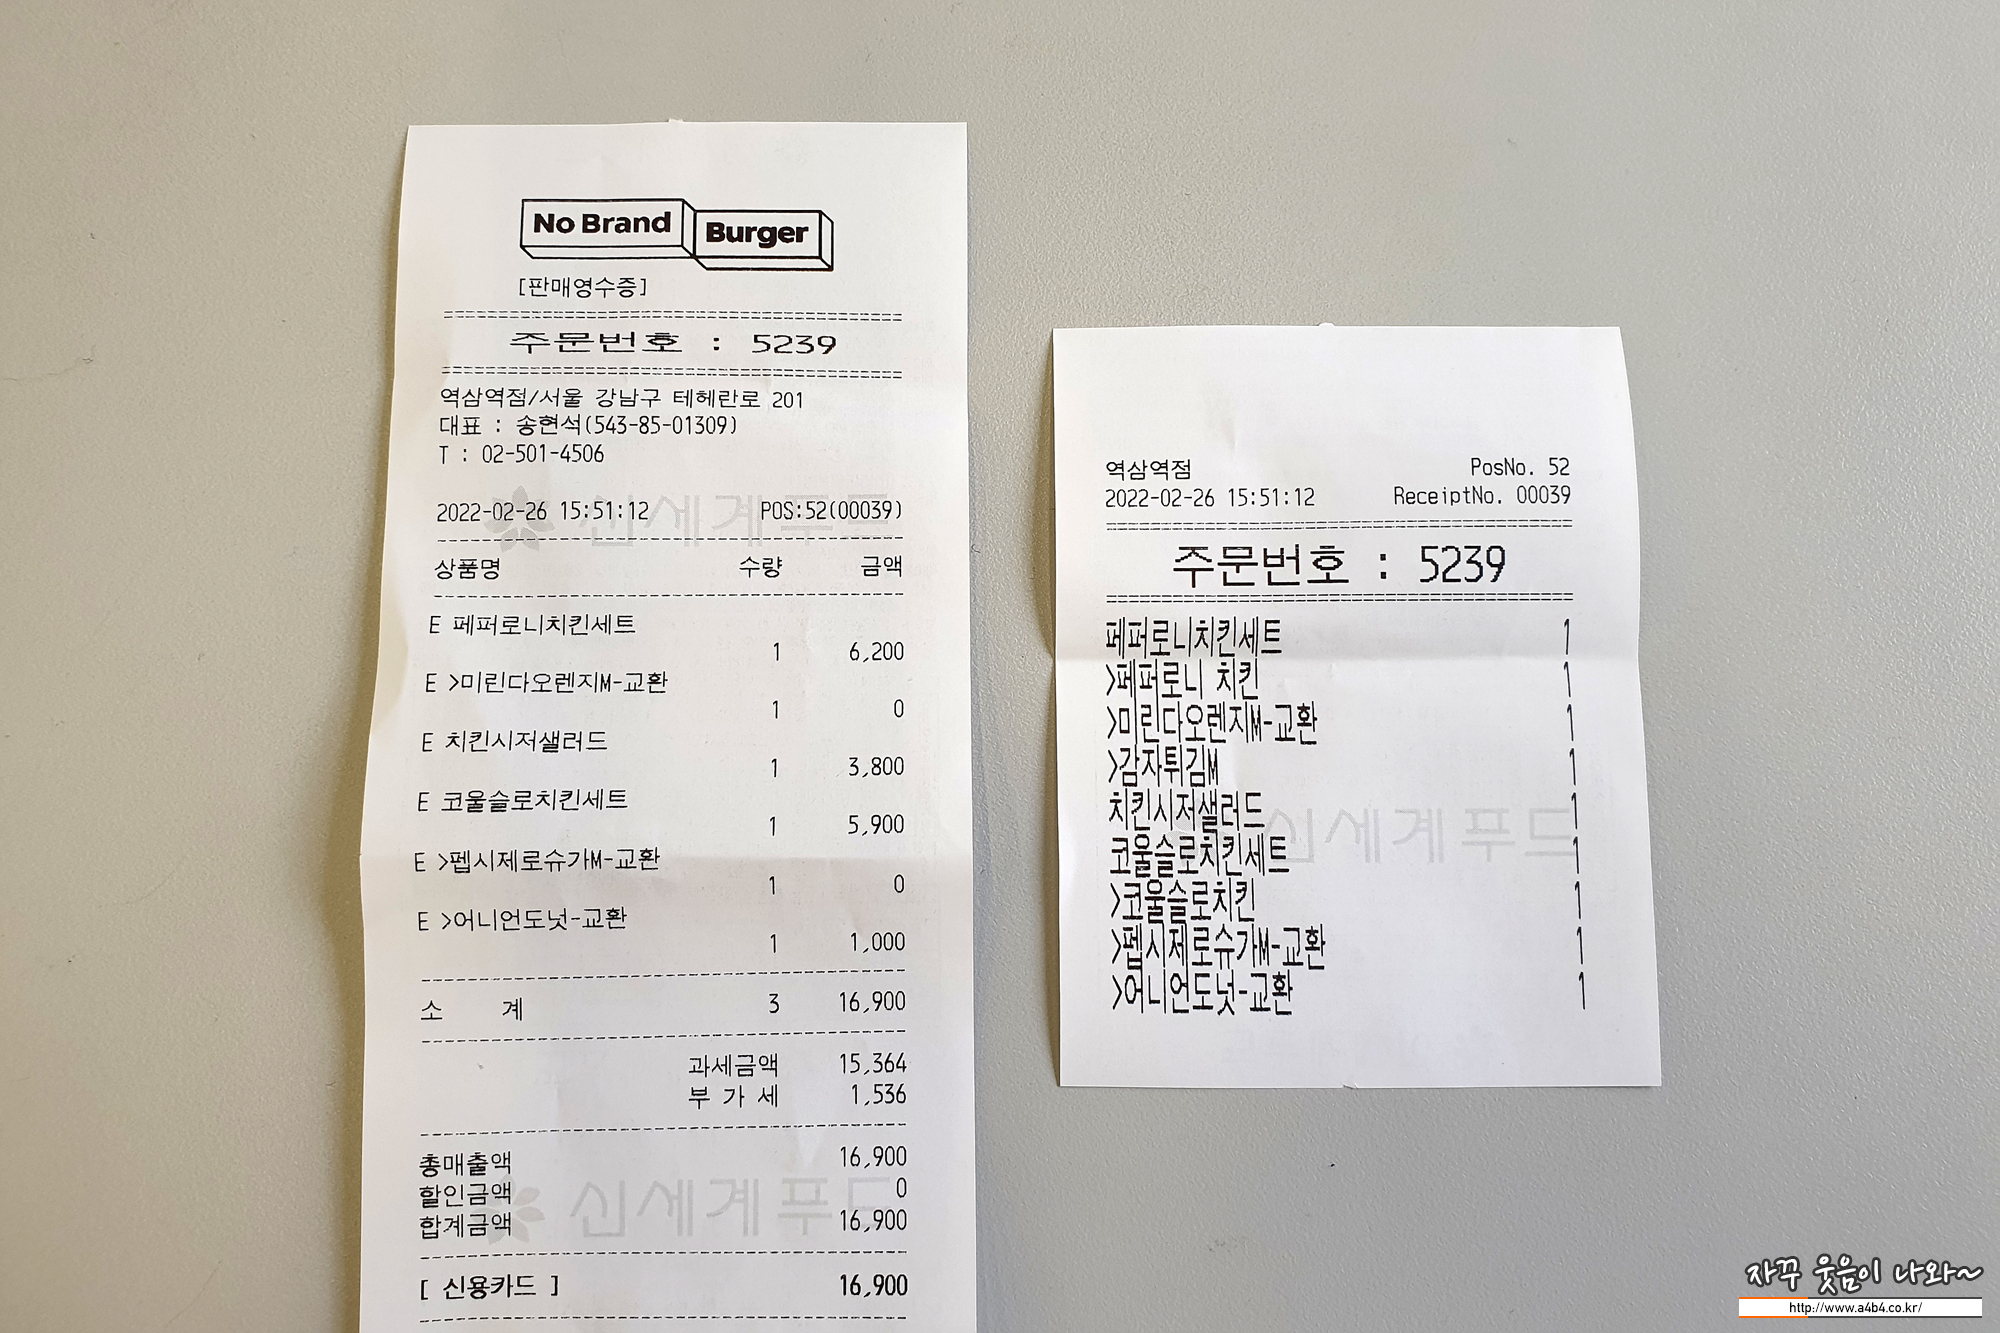 No Brand Burger
[판매영수증]
주문번호 : 5239
역삼역점/서울 강남구 테헤란로 201
대표 : 송현석(543-85-01309)
T : 02-501-4506
2022-02-26 15:51:12 POS:52(00039)
상품명 수량 금액
E 페퍼로니치킨세트
1 6,200
E >미린다오렌지M-교환
1 0
E 치킨시저샐러드
1 3,800
E 코울슬로치킨세트
1 5,900
E >펩시제로슈가M-교환
1 0
E >어니언도넛-교환
1 1,000
소 계 3 16,900
과세금액 15,364
부 가 세 1,536
총매출액 16,900
할인금액 0
합계금액 16,900
[ 신용카드 ] 16,900
신세계푸드
신세계푸드
역삼역점 PosNo. 52
2022-02-26 15:51:12 ReceiptNo. 00039
주문번호 : 5239
페퍼로니치킨세트 1
>페퍼로니 치킨 1
>미린다오렌지M-교환 1
>감자튀김M 1
치킨시저샐러드 1
코울슬로치킨세트 1
>코울슬로치킨 1
>펩시제로슈가M-교환 1
>어니언도넛-교환 1
신세계푸드
자꾸 웃음이 나와~
http://www.a4b4.co.kr/